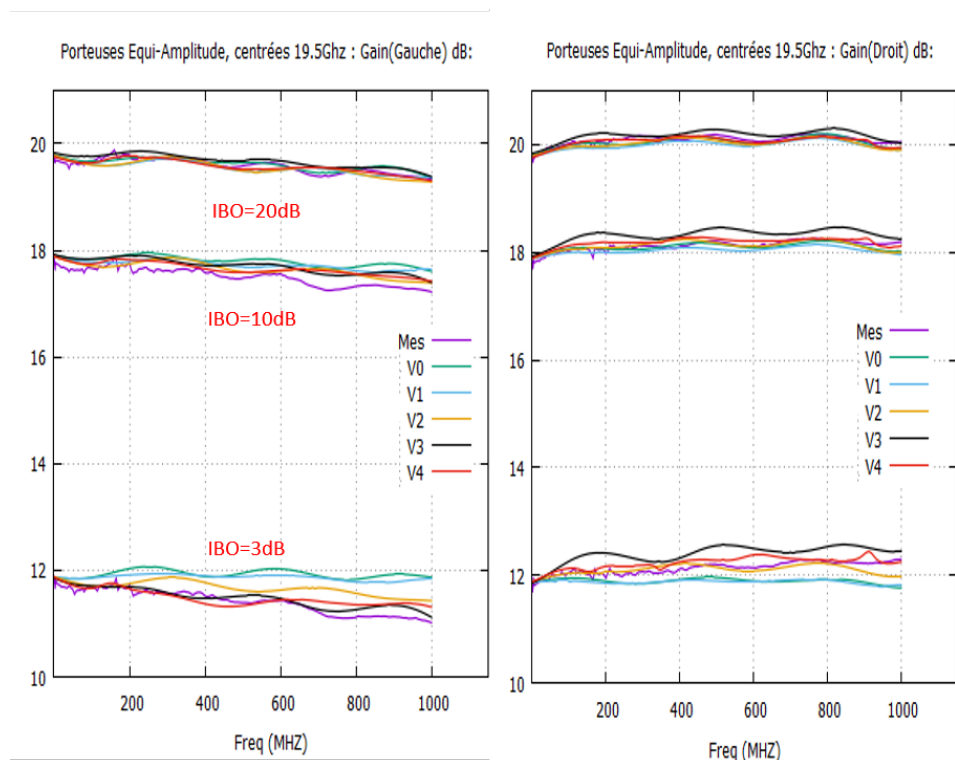 Porteuses Equi-Amplitude, centrées 19.5Ghz : Gain(Gauche) dB:
20
18
16
14
12
10
IBO=20dB
IBO=10dB
IBO=3dB
Mes
V0
V1
V2
V3
V4
200 400 600 800 1000
Freq (MHZ)
Porteuses Equi-Amplitude, centrées 19.5Ghz : Gain(Droit) dB:
20
18
16
14
12
10
Mes
V0
V1
V2
V3
V4
200 400 600 800 1000
Freq (MHZ)